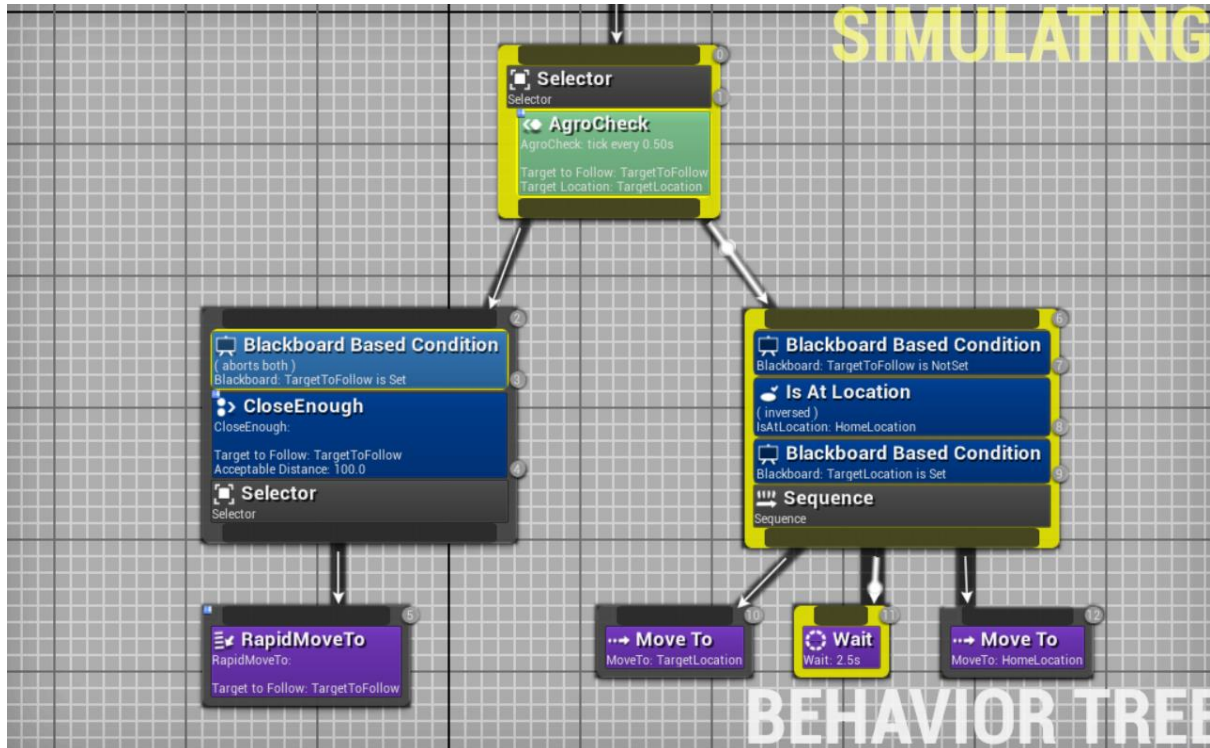 SIMULATING
0
Selector
Selector
1
AgroCheck
AgroCheck: tick every 0.50s
Target to Follow: TargetToFollow
Target Location: TargetLocation
2
Blackboard Based Condition
( aborts both )
Blackboard: TargetToFollow is Set
3
CloseEnough
CloseEnough:
Target to Follow: TargetToFollow
Acceptable Distance: 100.0
4
Selector
Selector
6
Blackboard Based Condition
Blackboard: TargetToFollow is NotSet
7
Is At Location
( inversed )
IsAtLocation: HomeLocation
8
Blackboard Based Condition
Blackboard: TargetLocation is Set
9
Sequence
Sequence
5
RapidMoveTo
RapidMoveTo:
Target to Follow: TargetToFollow
10
Move To
MoveTo: TargetLocation
11
Wait
Wait: 2.5s
12
Move To
MoveTo: HomeLocation
BEHAVIOR TREE